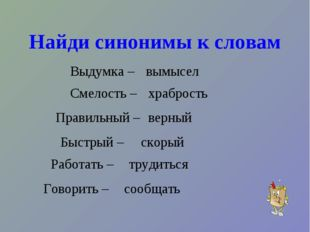 Найди синонимы к словам
Выдумка – вымысел
Смелость – храбрость
Правильный – верный
Быстрый – скорый
Работать – трудиться
Говорить – сообщать